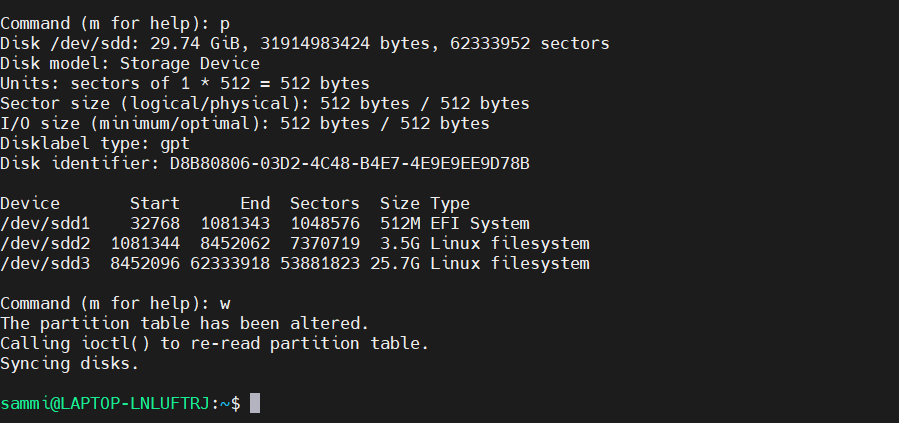 Command (m for help): p
Disk /dev/sdd: 29.74 GiB, 31914983424 bytes, 62333952 sectors
Disk model: Storage Device
Units: sectors of 1 * 512 = 512 bytes
Sector size (logical/physical): 512 bytes / 512 bytes
I/O size (minimum/optimal): 512 bytes / 512 bytes
Disklabel type: gpt
Disk identifier: D8B80806-03D2-4C48-B4E7-4E9E9EE9D78B
Device       Start      End  Sectors  Size Type
/dev/sdd1    32768  1081343  1048576  512M EFI System
/dev/sdd2  1081344  8452062  7370719  3.5G Linux filesystem
/dev/sdd3  8452096 62333918 53881823 25.7G Linux filesystem
Command (m for help): w
The partition table has been altered.
Calling ioctl() to re-read partition table.
Syncing disks.
sammi@LAPTOP-LNLUFTRJ:~$